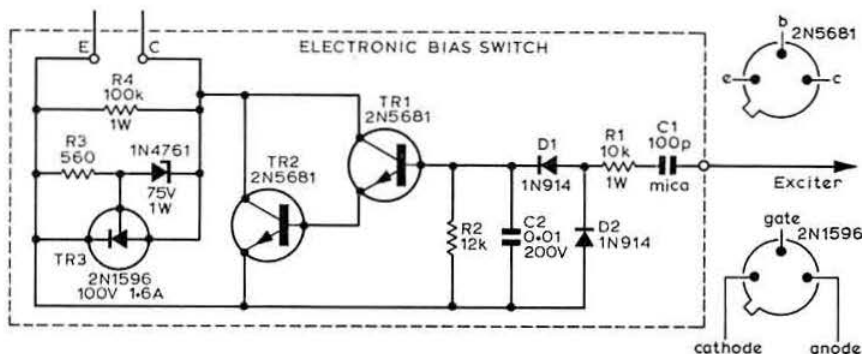 E C
ELECTRONIC BIAS SWITCH
b
2N5681
e
c
R4
100k
1W
TR1
2N5681
R3
560
1N4761
75V
1W
TR2
2N5681
D1
1N914
R1
10k
1W
C1
100p
mica
Exciter
R2
12k
C2
0·01
200V
D2
1N914
TR3
2N1596
100V 1·6A
gate
2N1596
cathode
anode